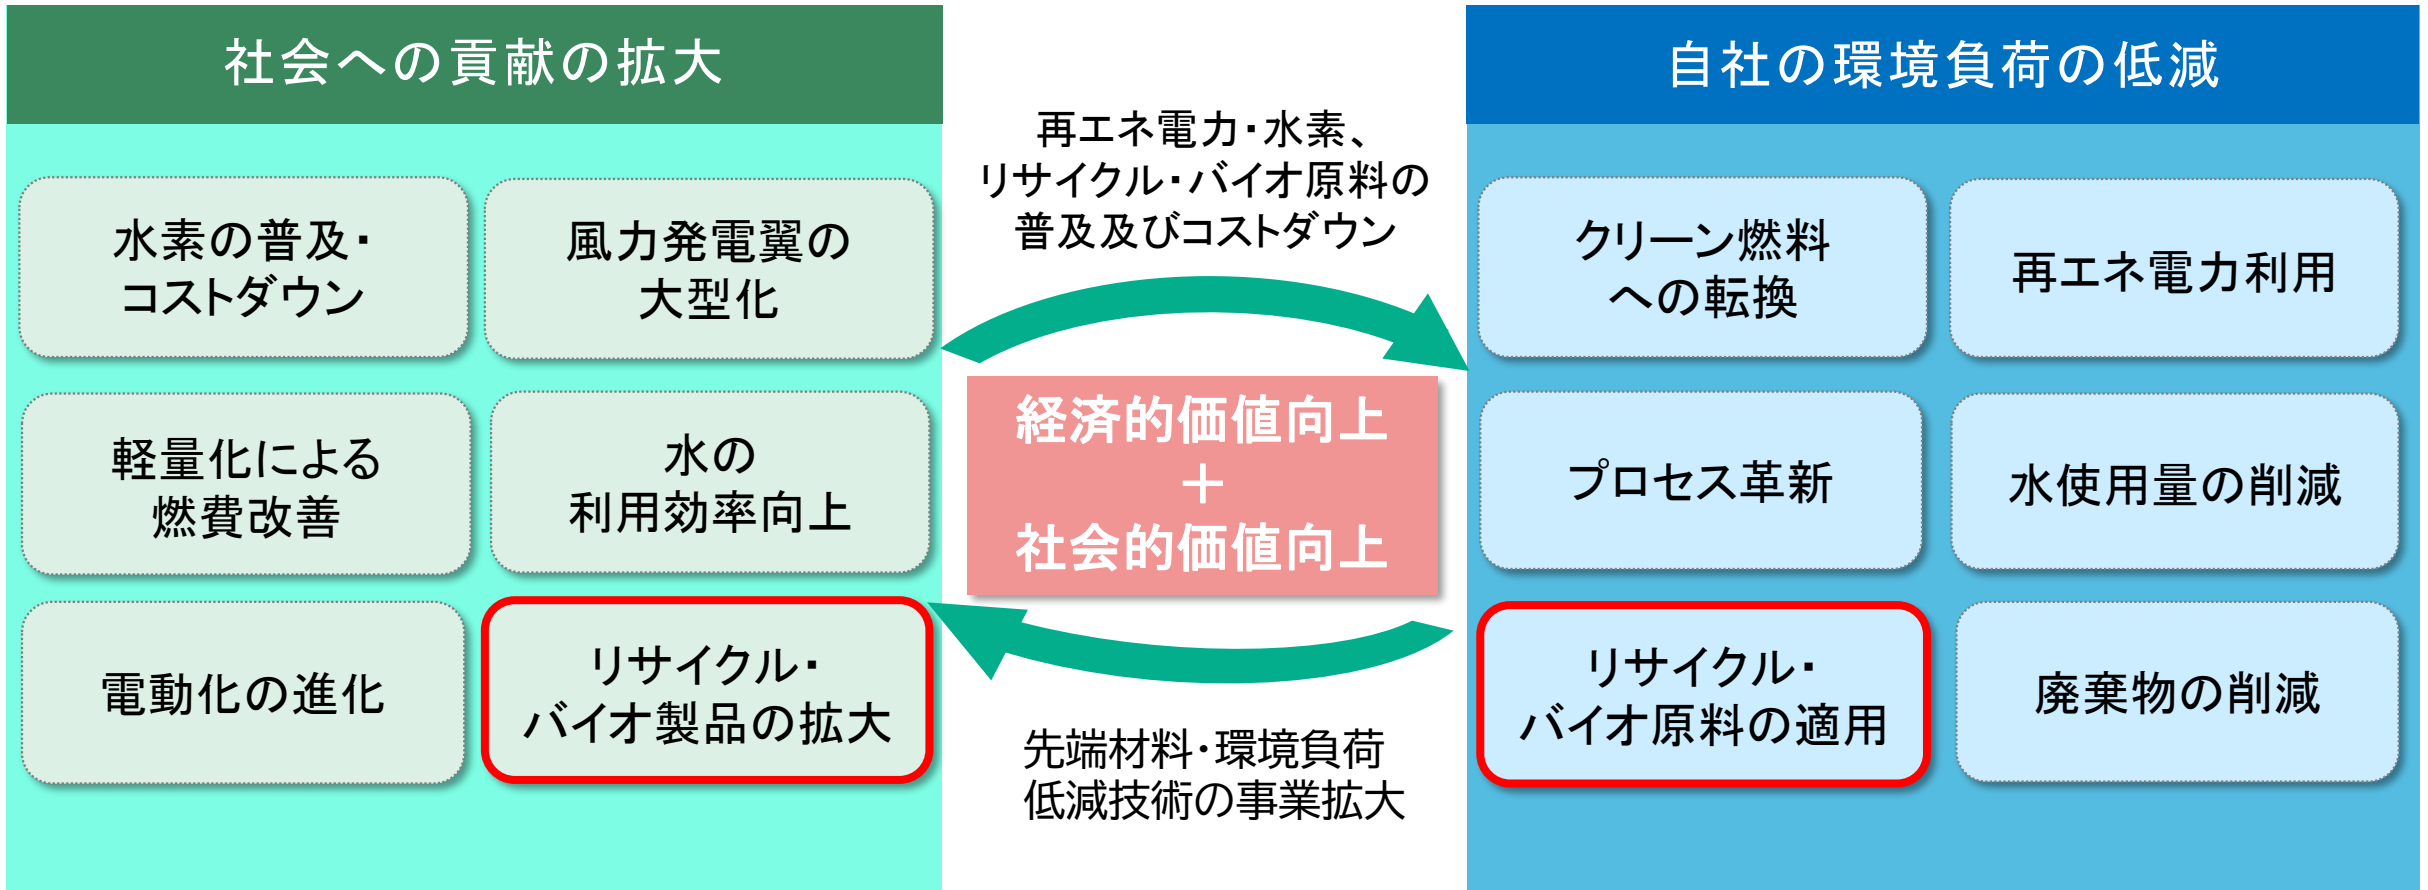 社会への貢献の拡大
水素の普及・
コストダウン
風力発電翼の
大型化
軽量化による
燃費改善
水の
利用効率向上
電動化の進化
リサイクル・
バイオ製品の拡大
再エネ電力・水素、
リサイクル・バイオ原料の
普及及びコストダウン
経済的価値向上
＋
社会的価値向上
先端材料・環境負荷
低減技術の事業拡大
自社の環境負荷の低減
クリーン燃料
への転換
再エネ電力利用
プロセス革新
水使用量の削減
リサイクル・
バイオ原料の適用
廃棄物の削減